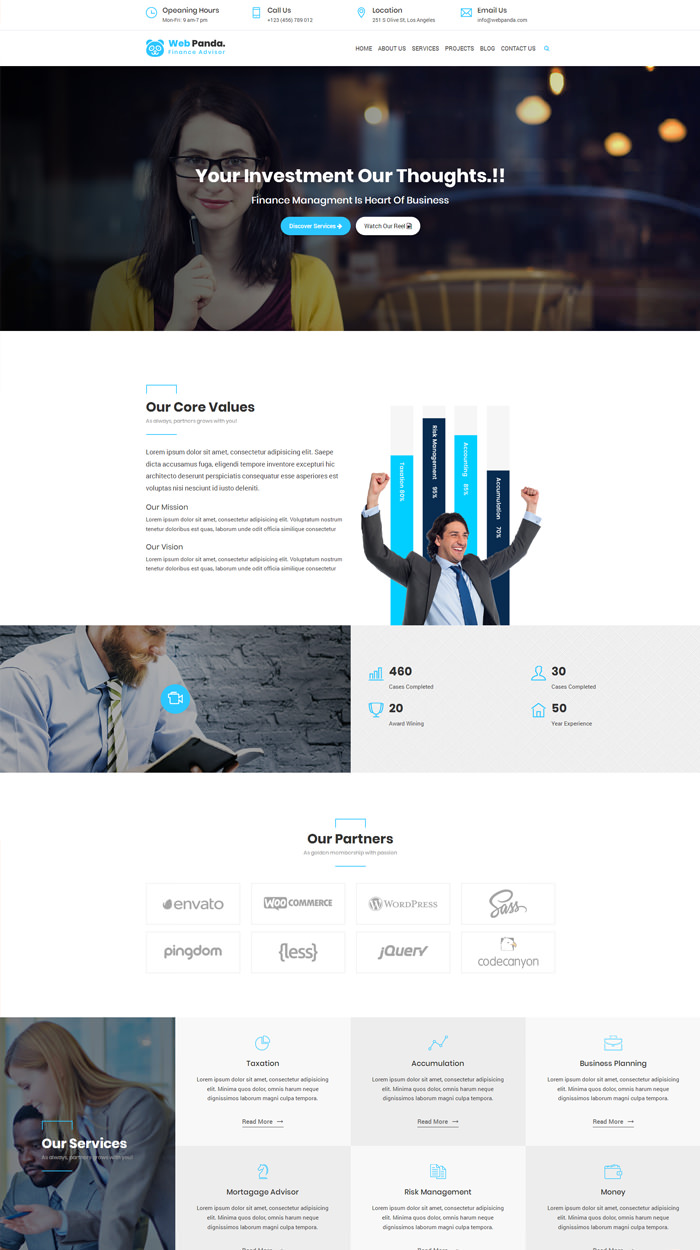 Opeaning Hours
Mon-Fri: 9 am-7 pm
Call Us
+123 (456) 789 012
Location
251 S Olive St, Los Angeles
Email Us
info@webpanda.com
Web Panda.
Finance Advisor
HOME ABOUT US SERVICES PROJECTS BLOG CONTACT US
Your Investment Our Thoughts.!!
Finance Managment Is Heart Of Business
Discover Services
Watch Our Reel
Our Core Values
As always, partners grows with you!
Lorem ipsum dolor sit amet, consectetur adipisicing elit. Saepe
dicta accusamus fuga, eligendi tempore inventore excepturi hic
architecto deserunt perspiciatis consequatur esse asperiores est
voluptas nisi nesciunt id iusto deleniti.
Our Mission
Lorem ipsum dolor sit amet, consectetur adipisicing elit. Voluptatum nostrum
tenetur doloribus est quas, laborum unde odit officia similique consectetur
Our Vision
Lorem ipsum dolor sit amet, consectetur adipisicing elit. Voluptatum nostrum
tenetur doloribus est quas, laborum unde odit officia similique consectetur
Taxation 80%
Risk Management 95%
Accounting 85%
Accumulation 70%
460
Cases Completed
30
Cases Completed
20
Award Wining
50
Year Experience
Our Partners
As golden membership with passion
envato
WOO COMMERCE
WORDPRESS
Sass
pingdom
{less}
jQuery
codecanyon
Our Services
As always, partners grows with you!
Taxation
Lorem ipsum dolor sit amet, consectetur adipisicing
elit. Minima quos dolor, omnis harum neque
dignissimos laborum magni culpa tempora.
Read More
Accumulation
Lorem ipsum dolor sit amet, consectetur adipisicing
elit. Minima quos dolor, omnis harum neque
dignissimos laborum magni culpa tempora.
Read More
Business Planning
Lorem ipsum dolor sit amet, consectetur adipisicing
elit. Minima quos dolor, omnis harum neque
dignissimos laborum magni culpa tempora.
Read More
Mortagage Advisor
Lorem ipsum dolor sit amet, consectetur adipisicing
elit. Minima quos dolor, omnis harum neque
dignissimos laborum magni culpa tempora.
Risk Management
Lorem ipsum dolor sit amet, consectetur adipisicing
elit. Minima quos dolor, omnis harum neque
dignissimos laborum magni culpa tempora.
Money
Lorem ipsum dolor sit amet, consectetur adipisicing
elit. Minima quos dolor, omnis harum neque
dignissimos laborum magni culpa tempora.